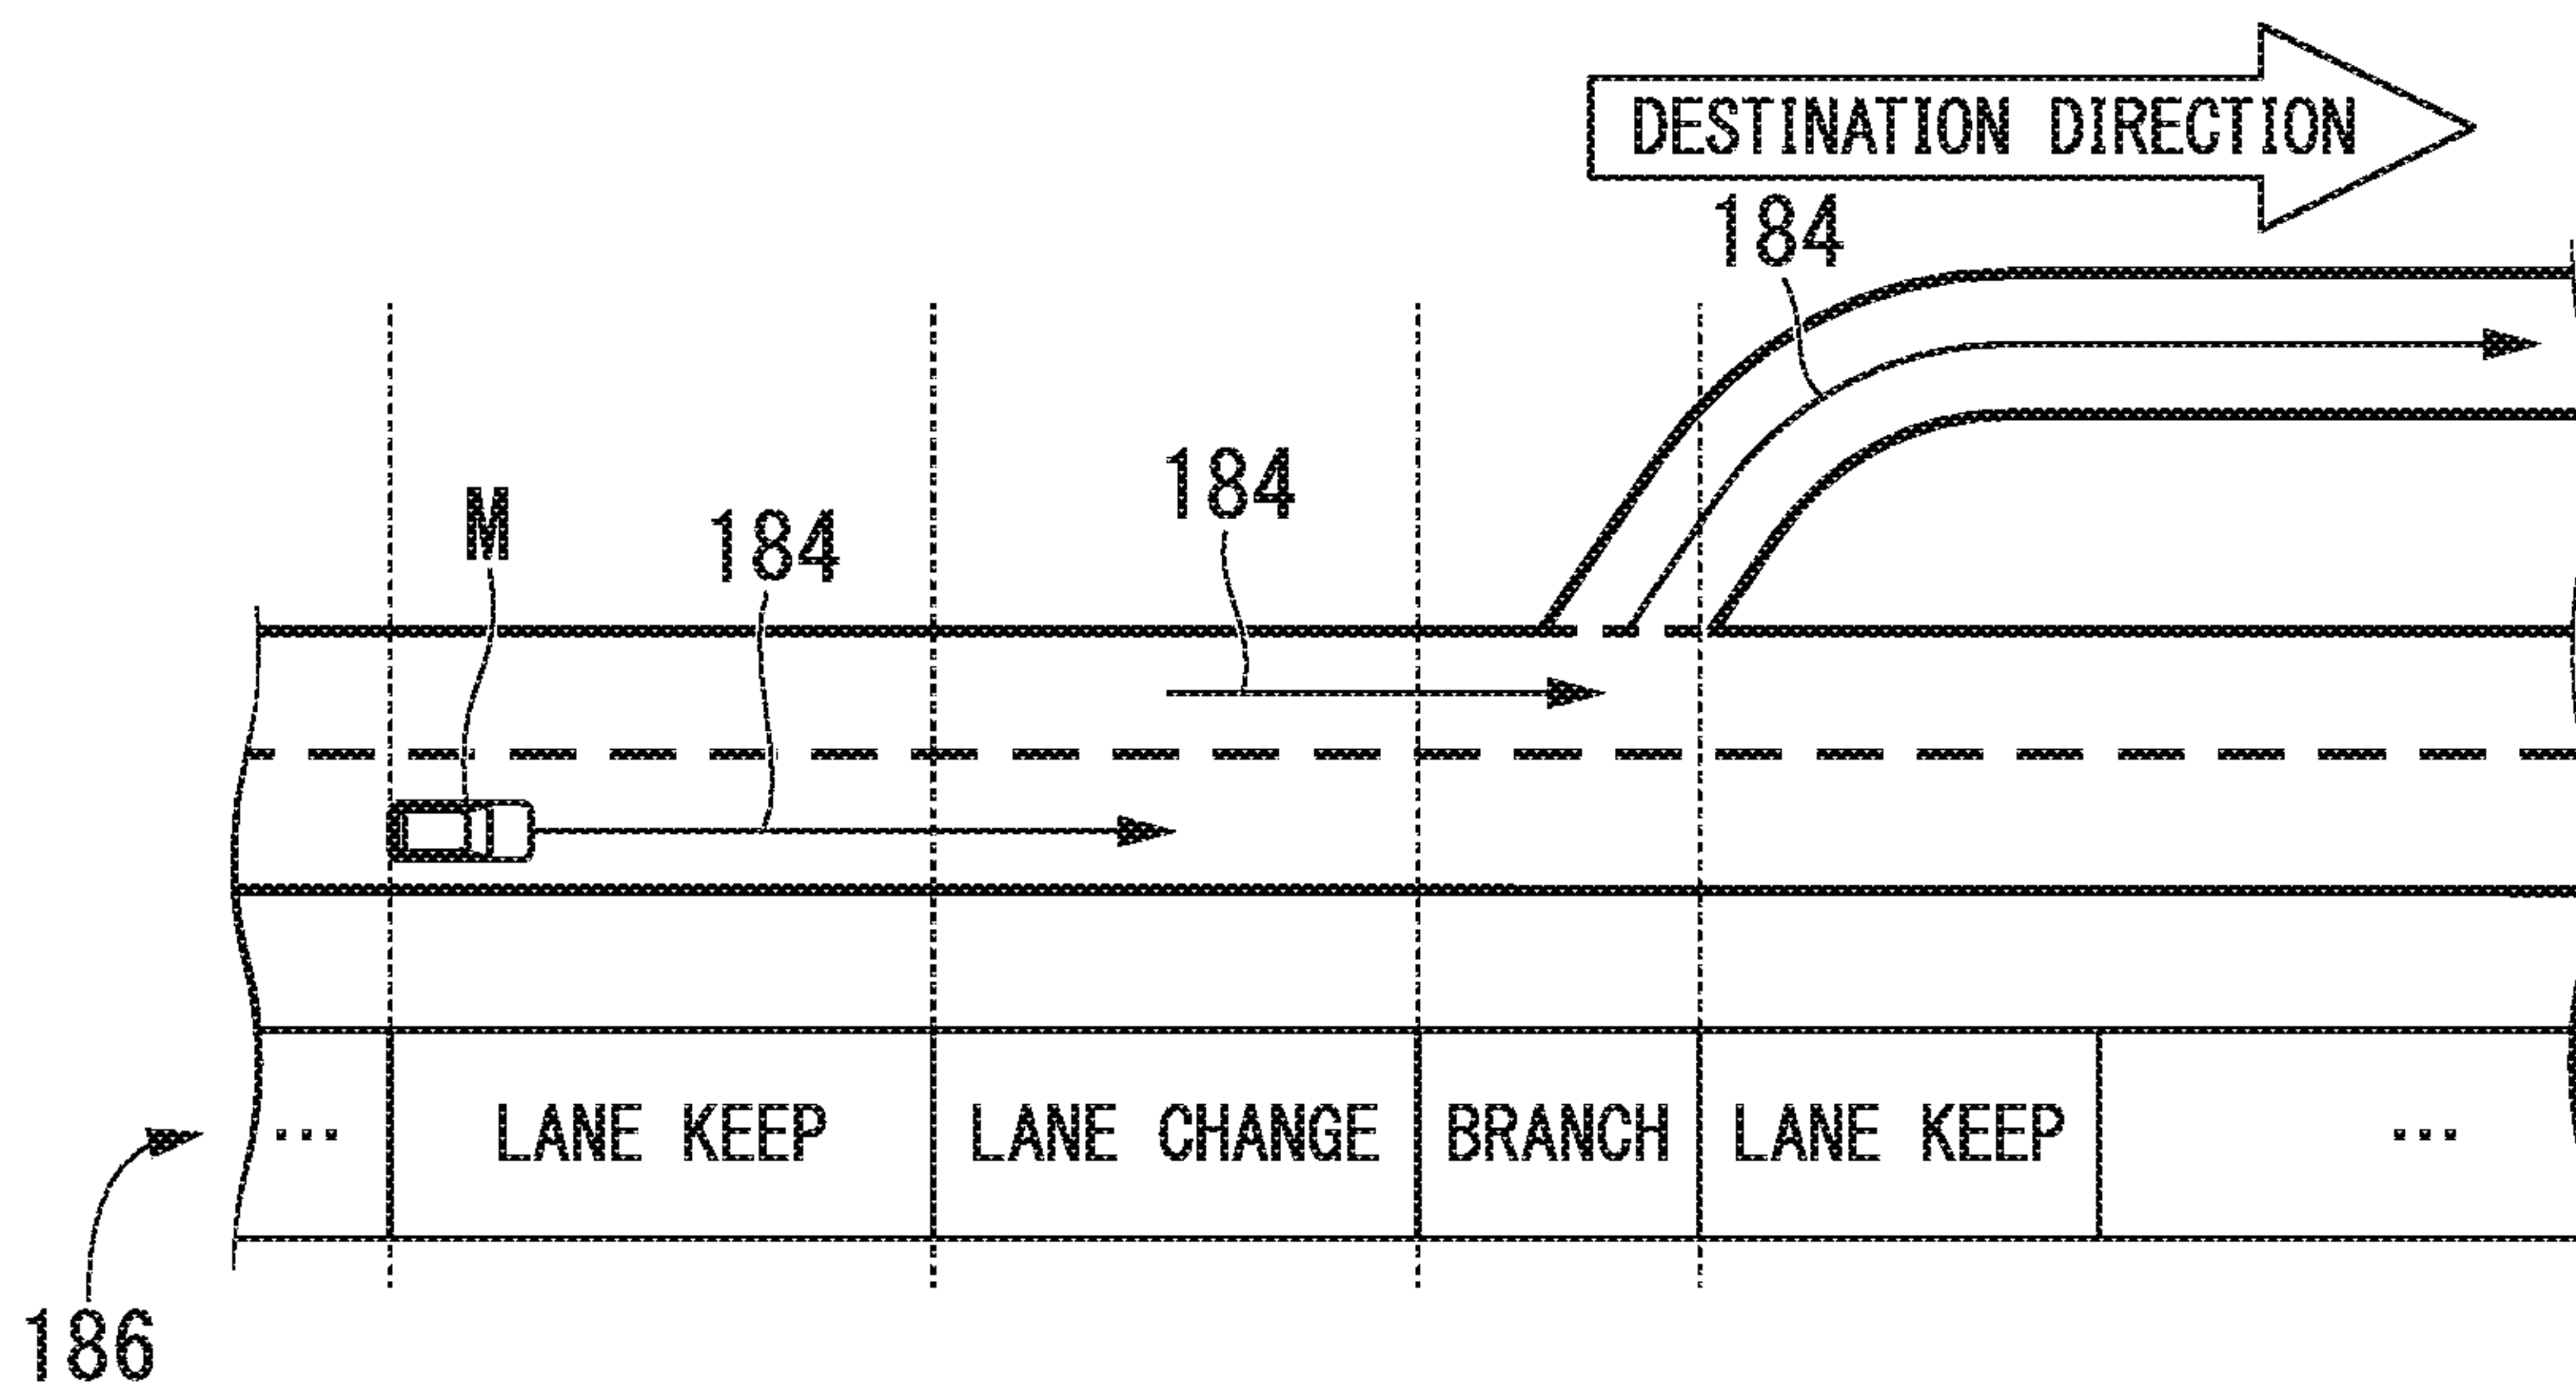 DESTINATION DIRECTION
184
184
M
184
... LANE KEEP LANE CHANGE BRANCH LANE KEEP ...
186